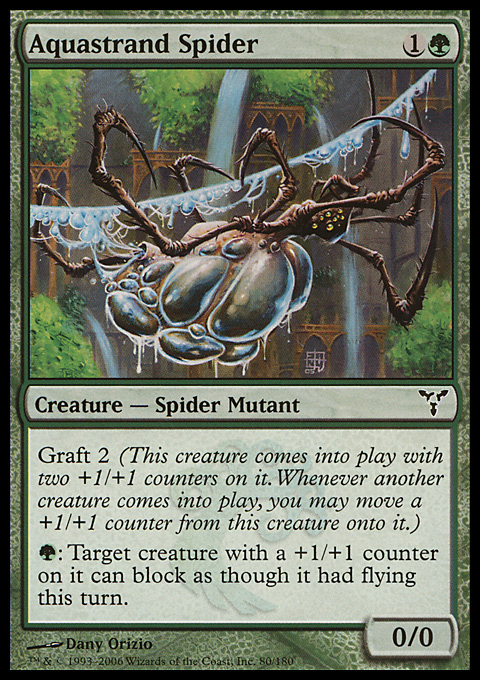 Aquastrand Spider 1
Creature — Spider Mutant
Graft 2 (This creature comes into play with
two +1/+1 counters on it. Whenever another
creature comes into play, you may move a
+1/+1 counter from this creature onto it.)
: Target creature with a +1/+1 counter
on it can block as though it had flying
this turn.
0/0
Dany Orizio
™ & © 1993–2006 Wizards of the Coast, Inc. 80/180